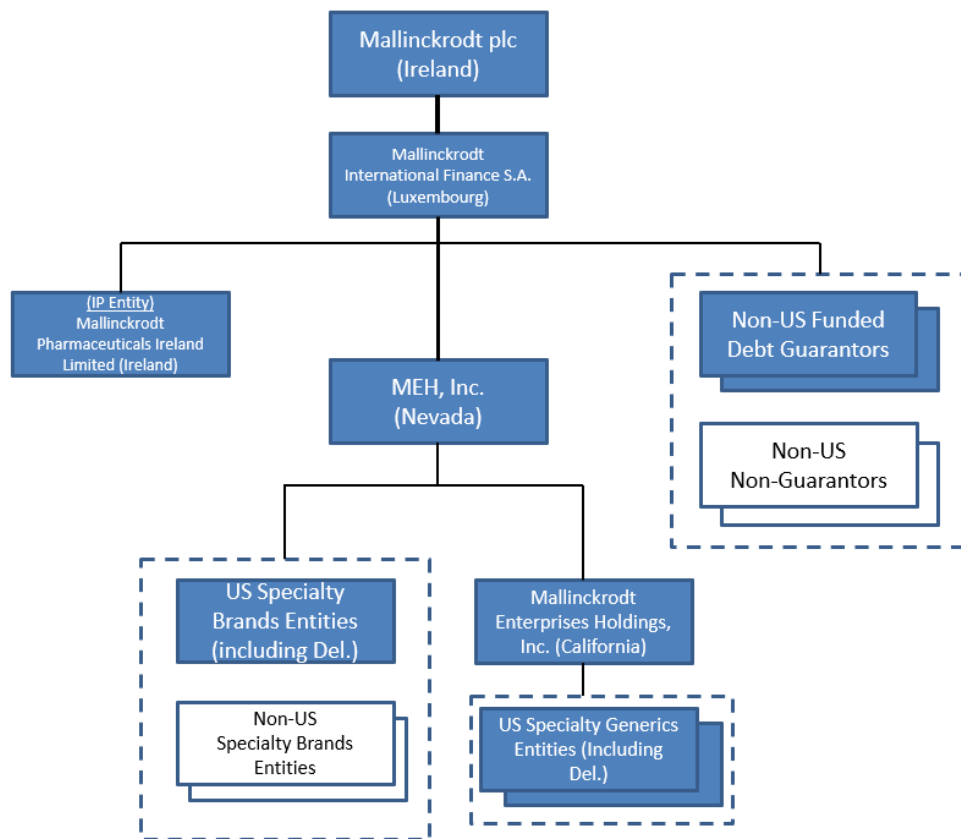 Mallinckrodt plc
(Ireland)
Mallinckrodt
International Finance S.A.
(Luxembourg)
(IP Entity)
Mallinckrodt
Pharmaceuticals Ireland
Limited (Ireland)
Non-US Funded
Debt Guarantors
MEH, Inc.
(Nevada)
Non-US
Non-Guarantors
US Specialty
Brands Entities
(including Del.)
Mallinckrodt
Enterprises Holdings,
Inc. (California)
Non-US
Specialty Brands
Entities
US Specialty Generics
Entities (Including
Del.)